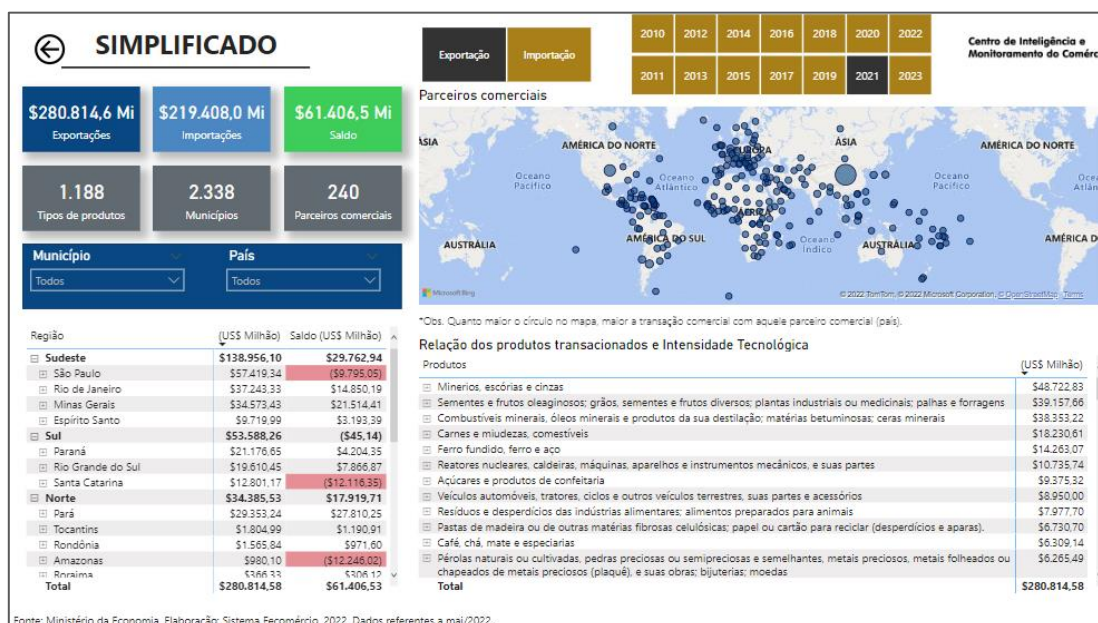 SIMPLIFICADO
Exportação
Importação
2010 2012 2014 2016 2018 2020 2022
2011 2013 2015 2017 2019 2021 2023
Centro de Inteligência e
Monitoramento do Comérc
$280.814,6 Mi
Exportações
$219.408,0 Mi
Importações
$61.406,5 Mi
Saldo
1.188
Tipos de produtos
2.338
Municípios
240
Parceiros comerciais
Município
Todos
País
Todos
Parceiros comerciais
ÁSIA
AMÉRICA DO NORTE
EUROPA
ÁSIA
AMÉRICA DO NORTE
Oceano
Pacífico
Oceano
Atlântico
Oceano
Pacífico
ÁFRICA
AUSTRÁLIA
AMÉRICA DO SUL
Oceano
Índico
AUSTRÁLIA
AMÉRICA D
Microsoft Bing
© 2022 TomTom, © 2022 Microsoft Corporation, © OpenStreetMap Terms
*Obs. Quanto maior o círculo no mapa, maior a transação comercial com aquele parceiro comercial (país).
Região (US$ Milhão) Saldo (US$ Milhão)
Sudeste $138.956,10 $29.762,94
São Paulo $57.419,34 ($9.795,05)
Rio de Janeiro $37.243,33 $14.850,19
Minas Gerais $34.573,43 $21.514,41
Espírito Santo $9.719,99 $3.193,39
Sul $53.588,26 ($45,14)
Paraná $21.176,65 $4.204,35
Rio Grande do Sul $19.610,45 $7.866,87
Santa Catarina $12.801,17 ($12.116,35)
Norte $34.385,53 $17.919,71
Pará $29.353,24 $27.810,25
Tocantins $1.804,99 $1.190,91
Rondônia $1.565,84 $971,60
Amazonas $980,10 ($12.246,02)
Roraima $366,33 $306,12
Total $280.814,58 $61.406,53
Relação dos produtos transacionados e Intensidade Tecnológica
Produtos (US$ Milhão)
Minerios, escórias e cinzas $48.722,83
Sementes e frutos oleaginosos; grãos, sementes e frutos diversos; plantas industriais ou medicinais; palhas e forragens $39.157,66
Combustíveis minerais, óleos minerais e produtos da sua destilação; matérias betuminosas; ceras minerais $38.353,22
Carnes e miudezas, comestíveis $18.230,61
Ferro fundido, ferro e aço $14.263,07
Reatores nucleares, caldeiras, máquinas, aparelhos e instrumentos mecânicos, e suas partes $10.735,74
Açúcares e produtos de confeitaria $9.375,32
Veículos automóveis, tratores, ciclos e outros veículos terrestres, suas partes e acessórios $8.950,00
Resíduos e desperdícios das indústrias alimentares; alimentos preparados para animais $7.977,70
Pastas de madeira ou de outras matérias fibrosas celulósicas; papel ou cartão para reciclar (desperdícios e aparas). $6.730,70
Café, chá, mate e especiarias $6.309,14
Pérolas naturais ou cultivadas, pedras preciosas ou semipreciosas e semelhantes, metais preciosos, metais folheados ou $6.265,49
chapeados de metais preciosos (plaquê), e suas obras; bijuterias; moedas
Total $280.814,58
Fonte: Ministério da Economia. Elaboração: Sistema Fecomércio, 2022. Dados referentes a mai/2022.